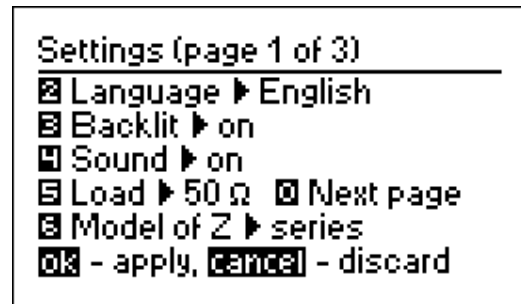 Settings (page 1 of 3)
2 Language ▶ English
3 Backlit ▶ on
4 Sound ▶ on
5 Load ▶ 50 Ω 0 Next page
6 Model of Z ▶ series
ok - apply, cancel - discard